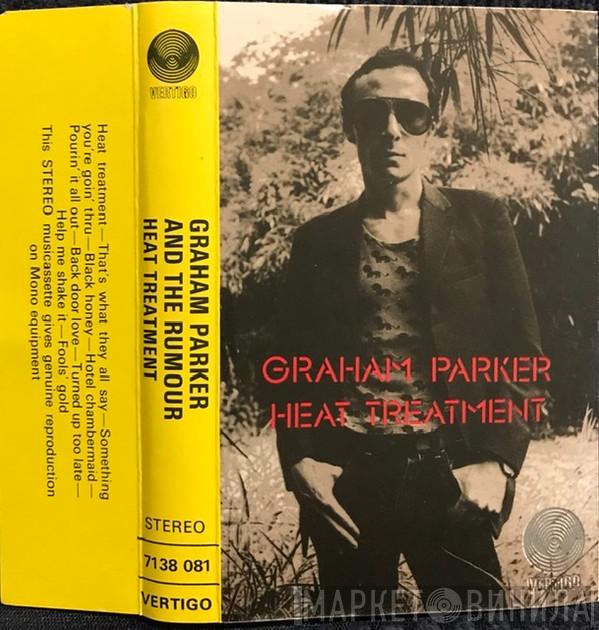 Heat treatment — That's what they all say — Something
you're goin' thru — Black honey — Hotel chambermaid —
Pourin' it all out — Back door love — Turned up too late —
Help me shake it — Fools' gold
This STEREO musicassette gives genuine reproduction
on Mono equipment
VERTIGO
GRAHAM PARKER
AND THE RUMOUR
HEAT TREATMENT
STEREO
7138 081
VERTIGO
GRAHAM PARKER
HEAT TREATMENT
VERTIGO
МАРКЕТ ВИНИЛА